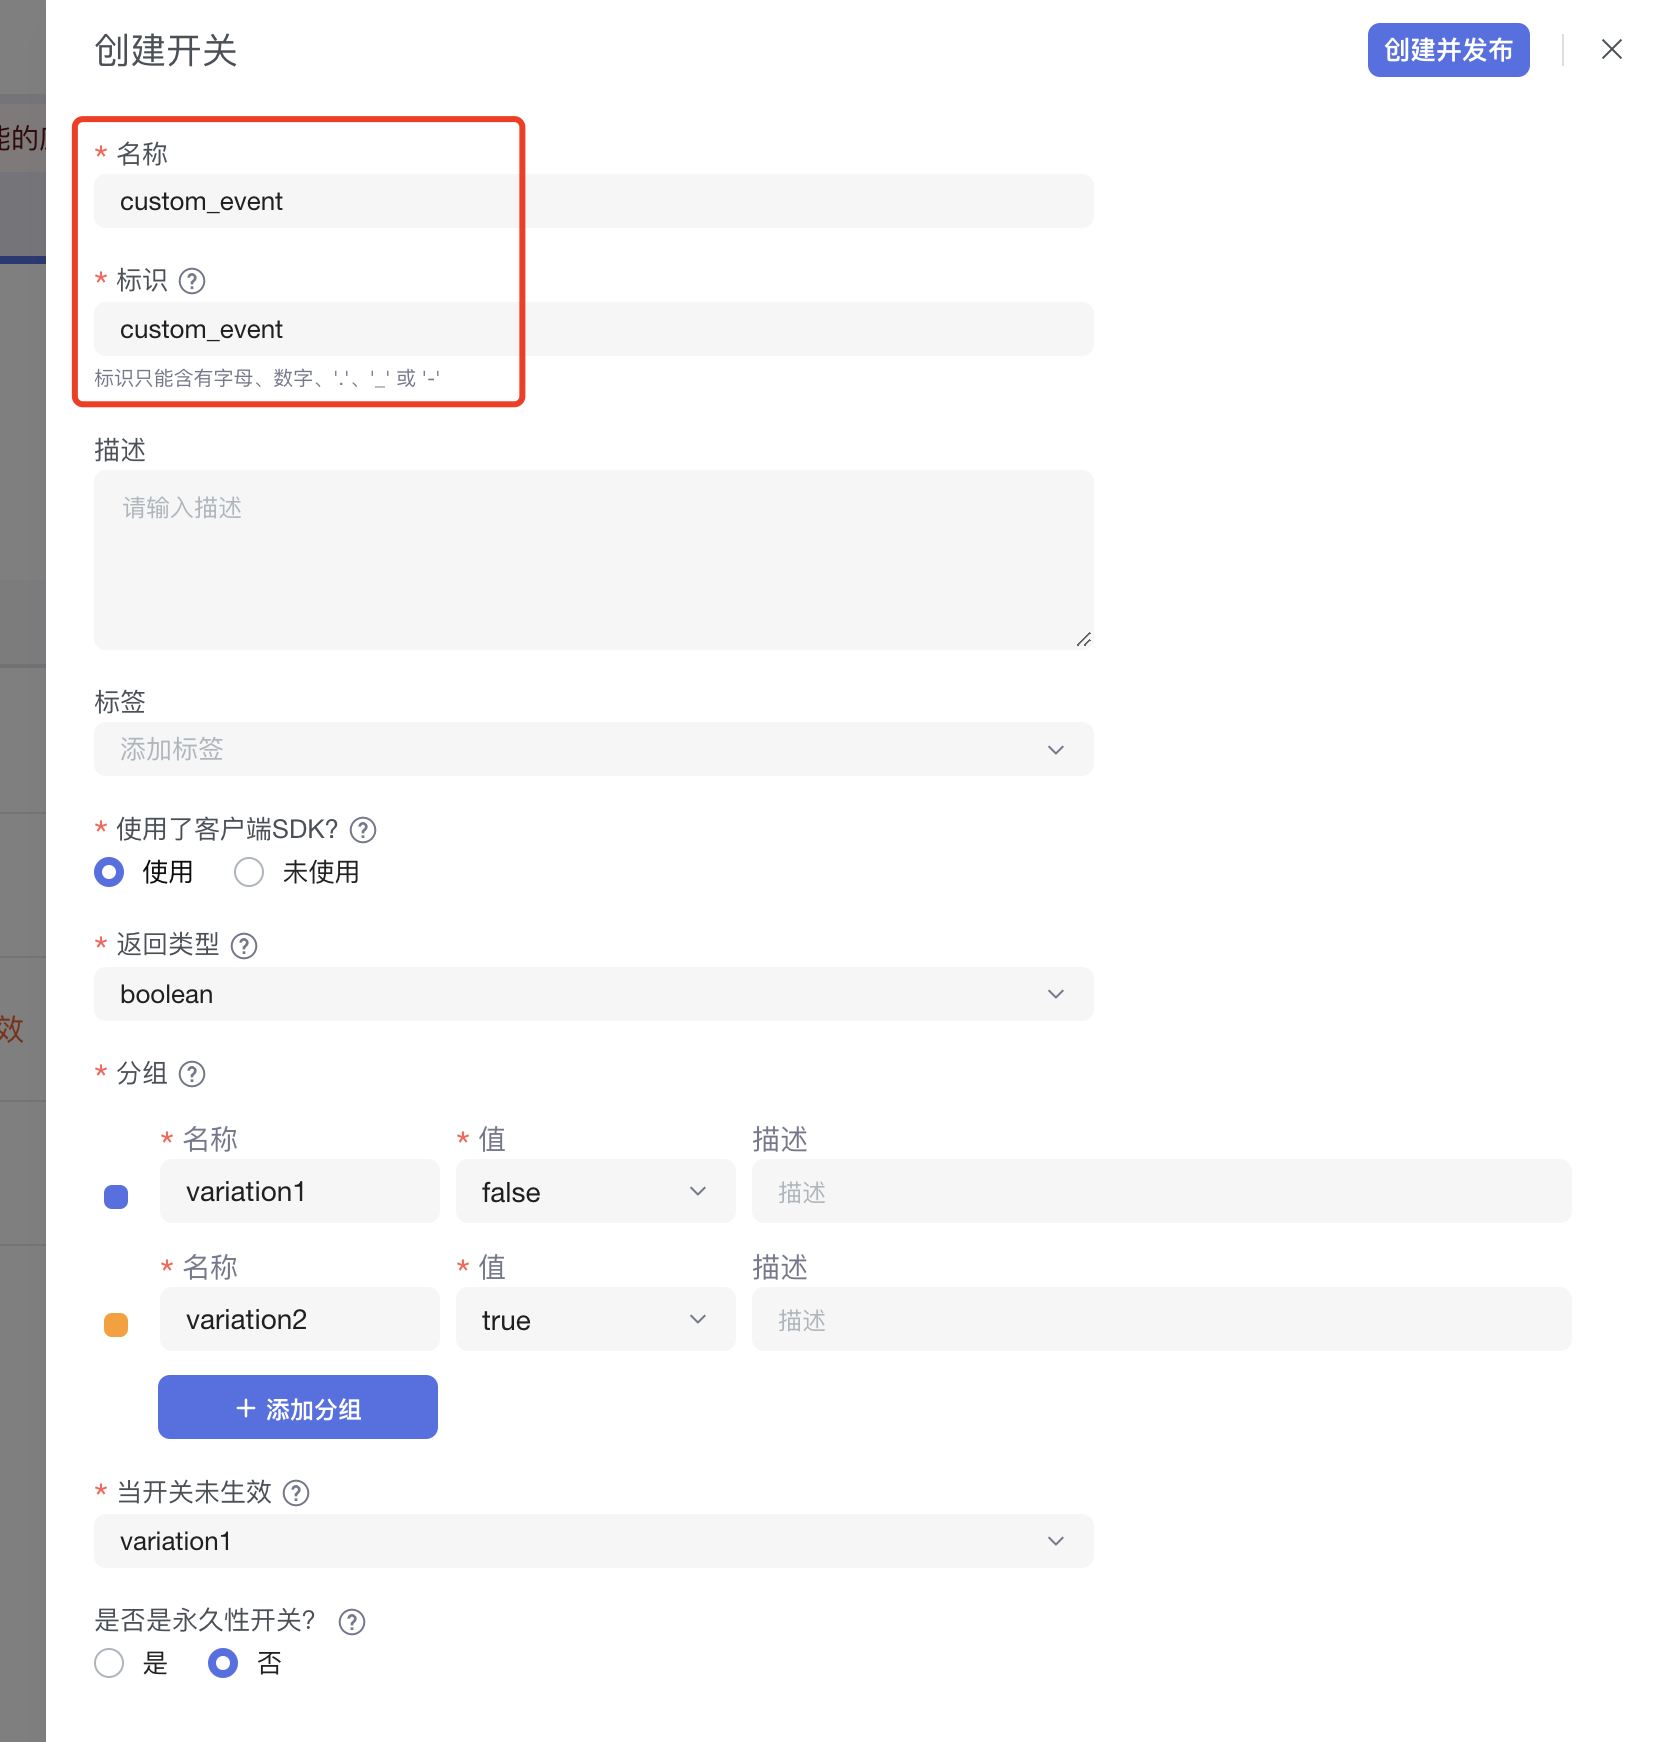 创建开关
创建并发布
能的
* 名称
custom_event
* 标识 ?
custom_event
标识只能含有字母、数字、'.'、'_' 或 '-'
描述
请输入描述
标签
添加标签
* 使用了客户端SDK? ?
使用 未使用
* 返回类型 ?
boolean
效
* 分组 ?
* 名称 * 值 描述
variation1 false 描述
* 名称 * 值 描述
variation2 true 描述
+ 添加分组
* 当开关未生效 ?
variation1
是否是永久性开关? ?
是 否